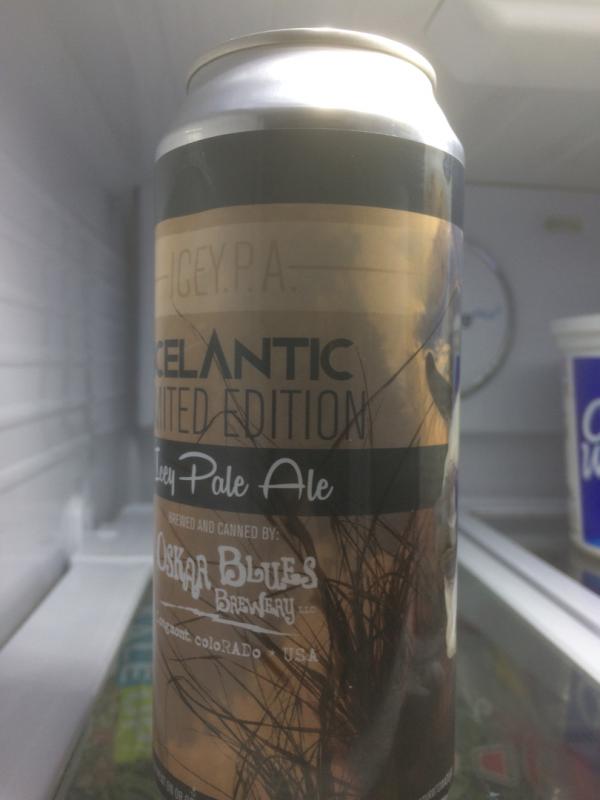 ICEY.P.A.
CELANTIC
MITED EDITION
Icey Pale Ale
BREWED AND CANNED BY:
OSKAR BLUES
BREWERY LLC
Longmont, coloRADo * USA